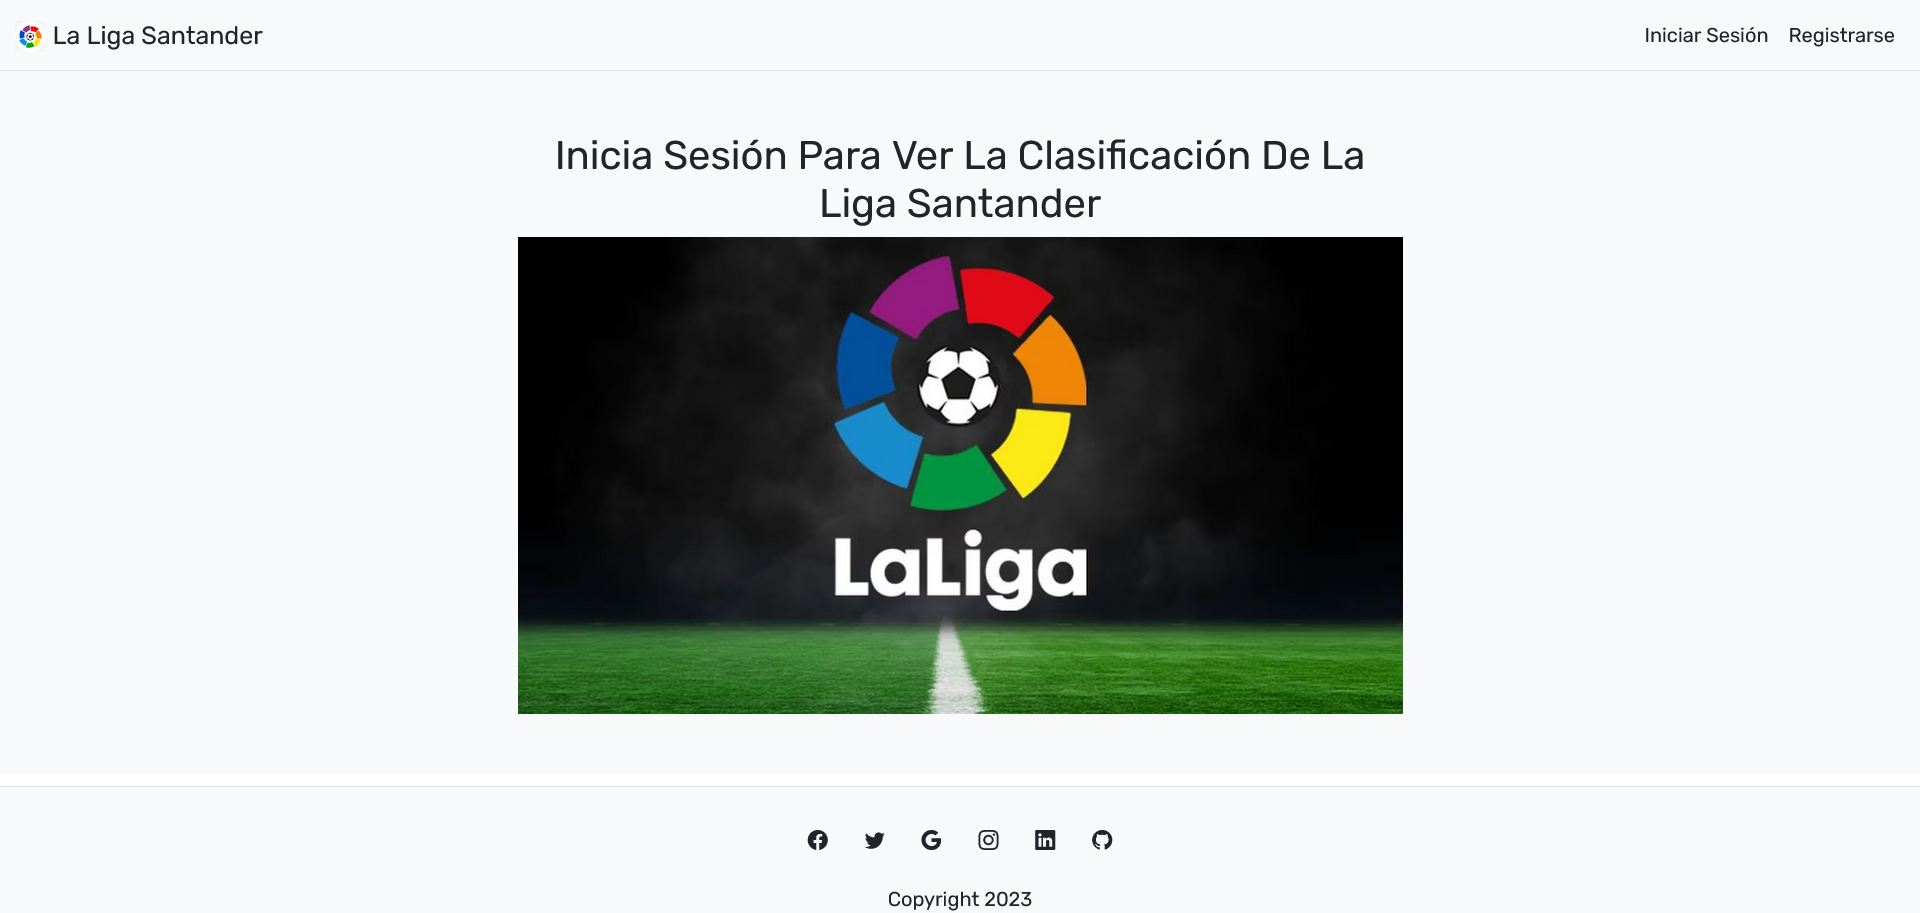 La Liga Santander
Iniciar Sesión
Registrarse
Inicia Sesión Para Ver La Clasificación De La
Liga Santander
LaLiga
Copyright 2023